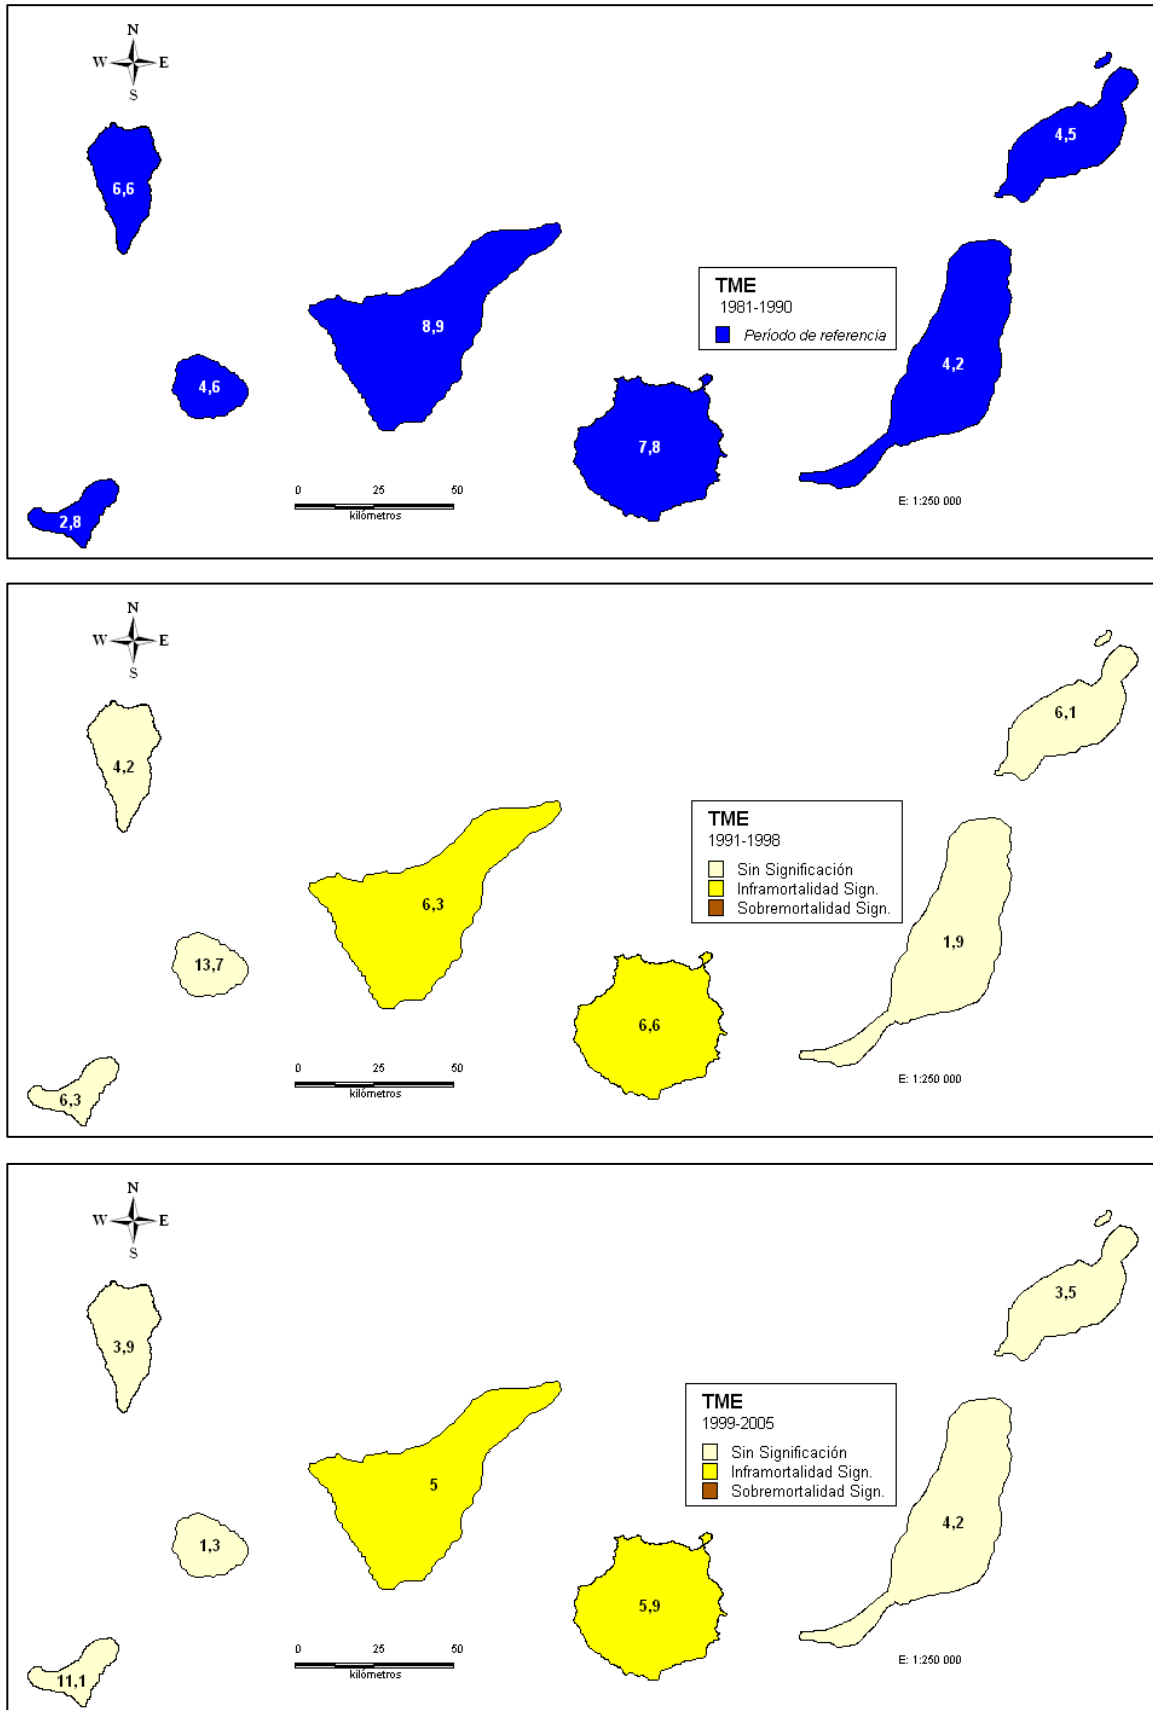 N
W E
S
4,5
6,6
TME
1981-1990
Período de referencia
8,9
4,2
4,6
7,8
0 25 50
kilómetros
E: 1:250 000
2,8
N
W E
S
6,1
4,2
TME
1991-1998
Sin Significación
Inframortalidad Sign.
Sobremortalidad Sign.
6,3
1,9
13,7
6,6
0 25 50
kilómetros
E: 1:250 000
6,3
N
W E
S
3,5
3,9
TME
1999-2005
Sin Significación
Inframortalidad Sign.
Sobremortalidad Sign.
5
4,2
1,3
5,9
0 25 50
kilómetros
E: 1:250 000
11,1